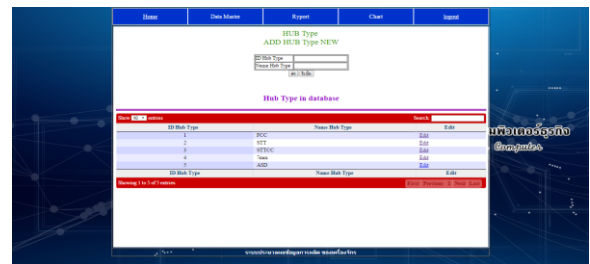 Home Data Master Report Chart logout
HUB Type
ADD HUB Type NEW
ID Hub Type
Name Hub Type
Hub Type in database
Show entries Search:
ID Hub Type Name Hub Type Edit
1 FCC Edit
2 STT Edit
3 STTOC Edit
4 Edit
5 ASD Edit
ID Hub Type Name Hub Type Edit
Showing 1 to 5 of 5 entries First Previous 1 Next Last
Computer